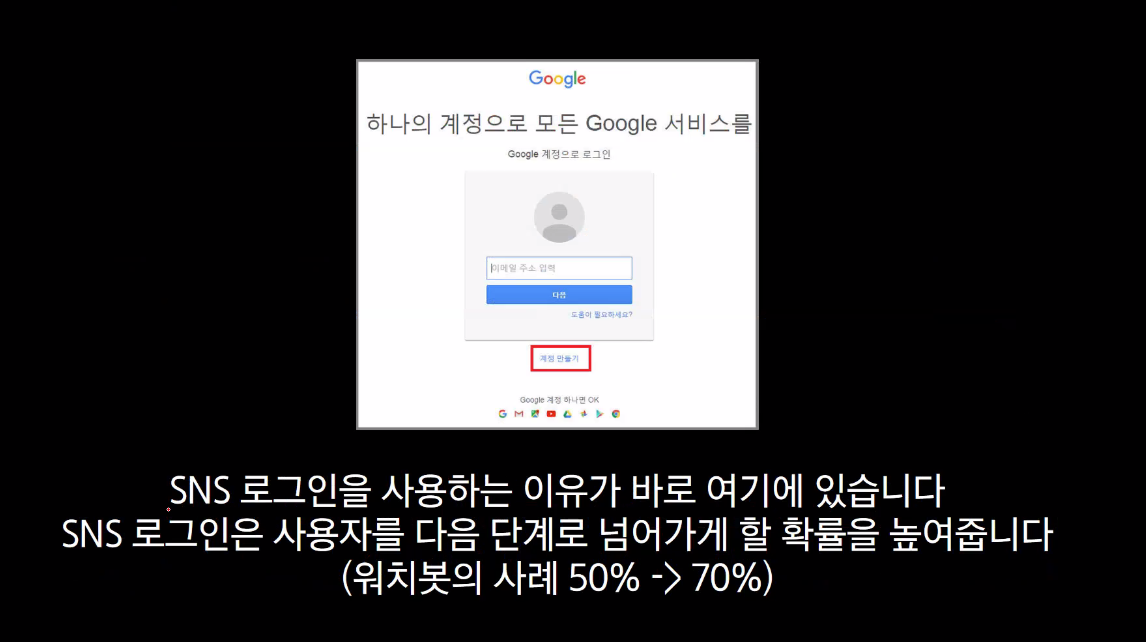 Google
하나의 계정으로 모든 Google 서비스를
Google 계정으로 로그인
이메일 주소 입력
다음
도움이 필요하세요?
계정 만들기
Google 계정 하나면 OK
SNS 로그인을 사용하는 이유가 바로 여기에 있습니다
SNS 로그인은 사용자를 다음 단계로 넘어가게 할 확률을 높여줍니다
(워치봇의 사례 50% -> 70%)